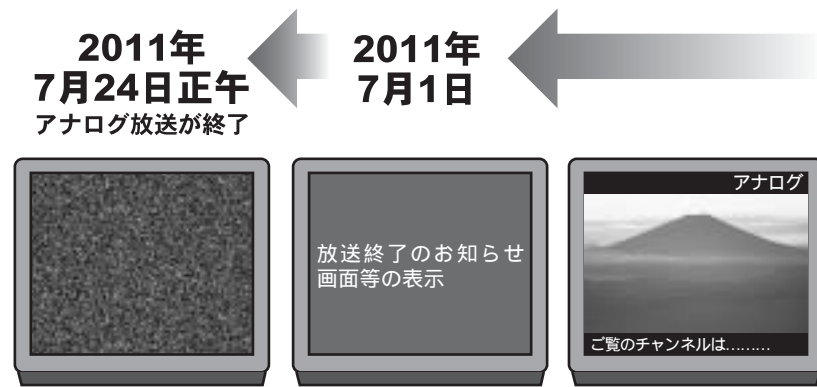 2011年
7月24日正午
アナログ放送が終了
2011年
7月1日
放送終了のお知らせ
画面等の表示
アナログ
ご覧のチャンネルは………